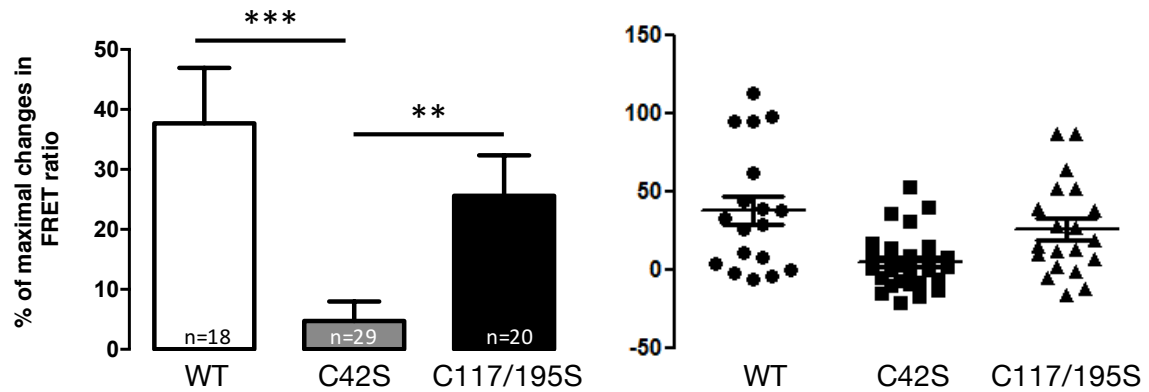 % of maximal changes in
FRET ratio
50
40
30
20
10
0
***
**
n=18
n=29
n=20
WT
C42S
C117/195S
150
100
50
0
-50
WT
C42S
C117/195S